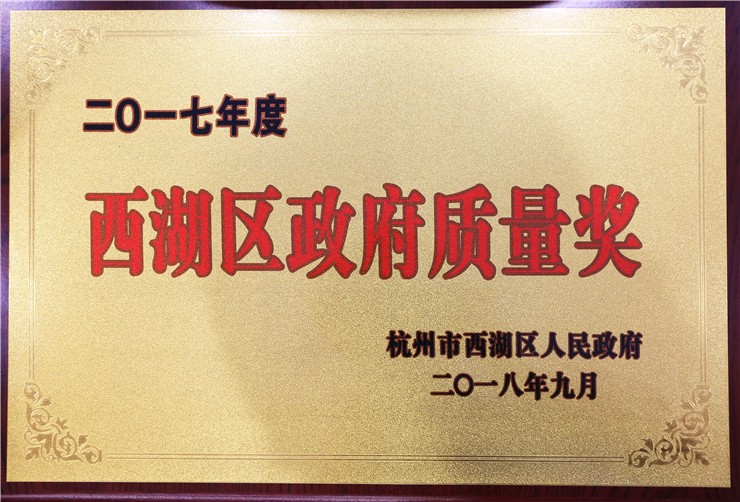 二〇一七年度
西湖区政府质量奖
杭州市西湖区人民政府
二〇一八年九月